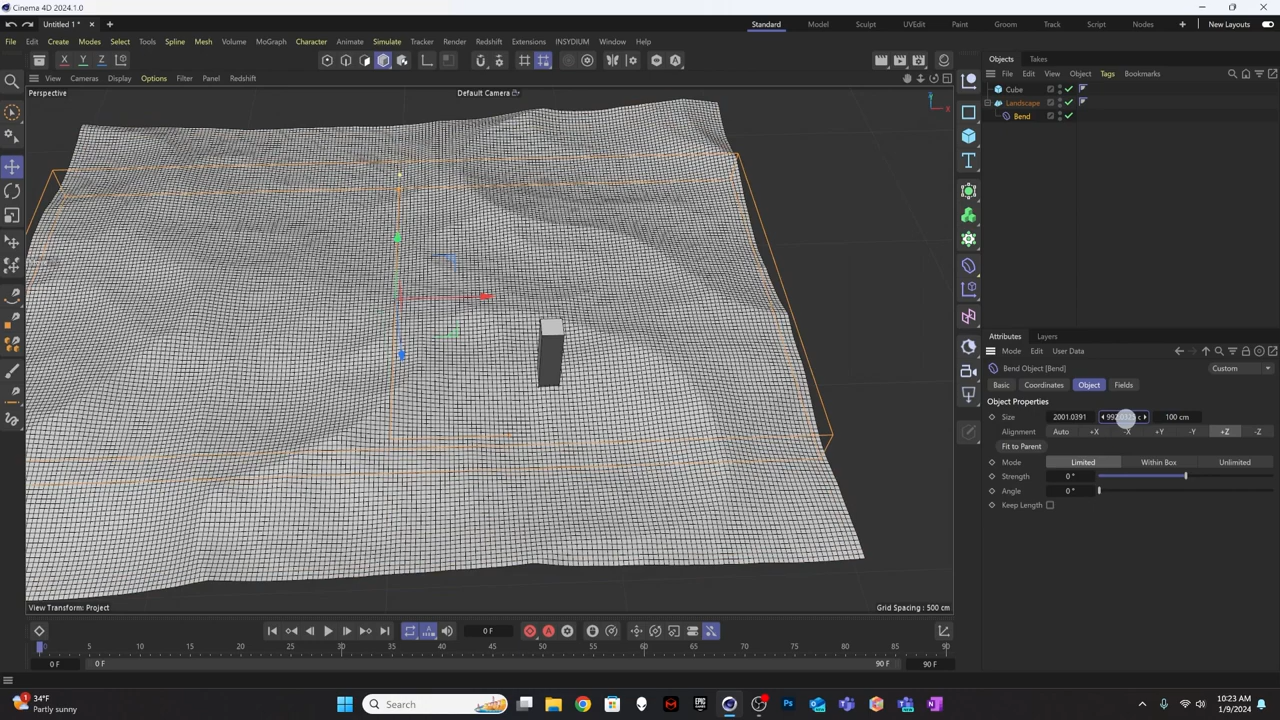 Cinema 4D 2024.1.0
Untitled 1 *
Standard Model Sculpt UVEdit Paint Groom Track Script Nodes New Layouts
File Edit Create Modes Select Tools Spline Mesh Volume MoGraph Character Animate Simulate Tracker Render Redshift Extensions INSYDIUM Window Help
X Y Z
Objects Takes
View Cameras Display Options Filter Panel Redshift
File Edit View Object Tags Bookmarks
Perspective
Default Camera
Cube
Landscape
Bend
Attributes Layers
Mode Edit User Data
Bend Object [Bend]
Custom
Basic Coordinates Object Fields
Object Properties
Size 2001.0391 100 cm
Alignment Auto +X -X +Y -Y +Z -Z
Fit to Parent
Mode Limited Within Box Unlimited
Strength 0 °
Angle 0 °
Keep Length
View Transform: Project
Grid Spacing : 500 cm
0 F
0 5 10 15 20 25 30 35 40 45 50 55 60 65 70 75 80 85 90
0 F 0 F 90 F 90 F
34°F
Partly sunny
Search
10:23 AM
1/9/2024